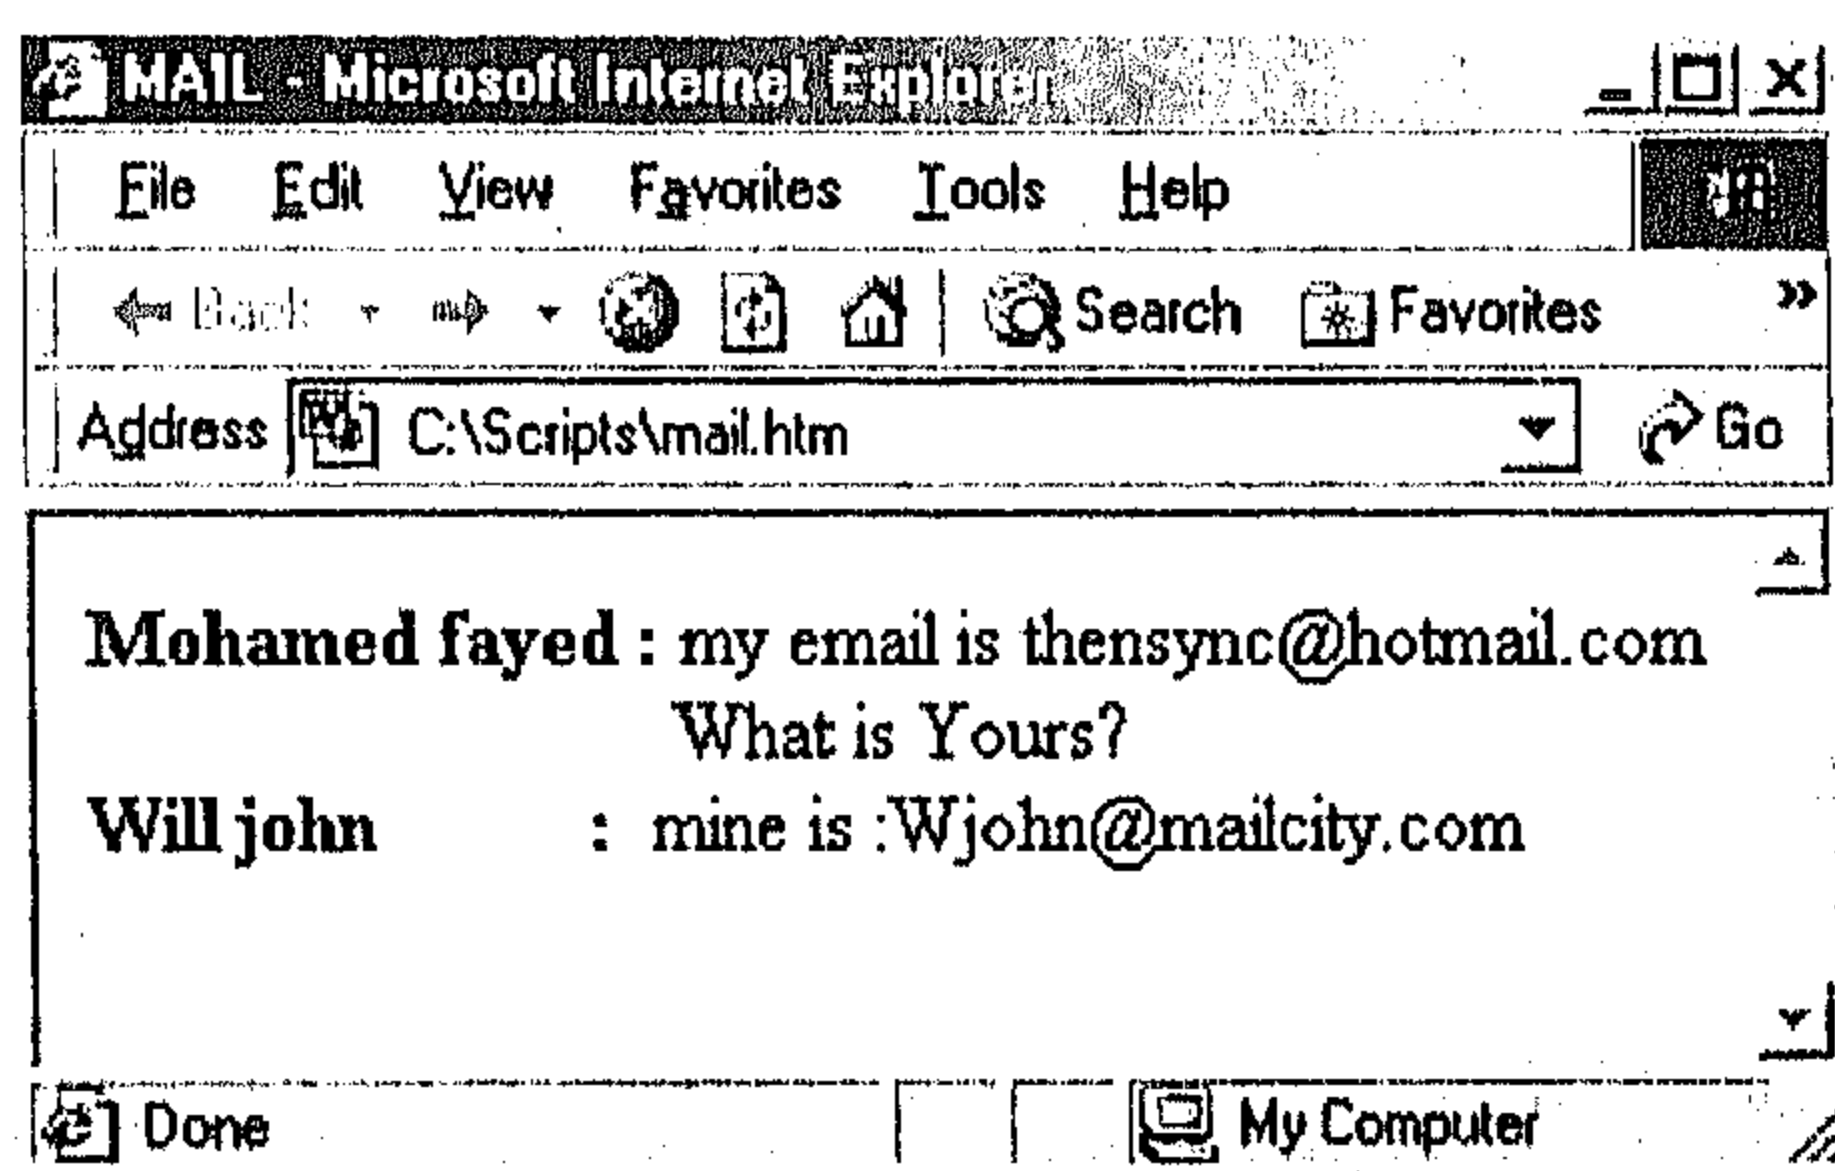 MAIL - Microsoft Internet Explorer
File Edit View Favorites Tools Help
Back Search Favorites »
Address C:\Scripts\mail.htm Go
Mohamed fayed : my email is thensync@hotmail.com
What is Yours?
Will john : mine is :Wjohn@mailcity.com
Done My Computer